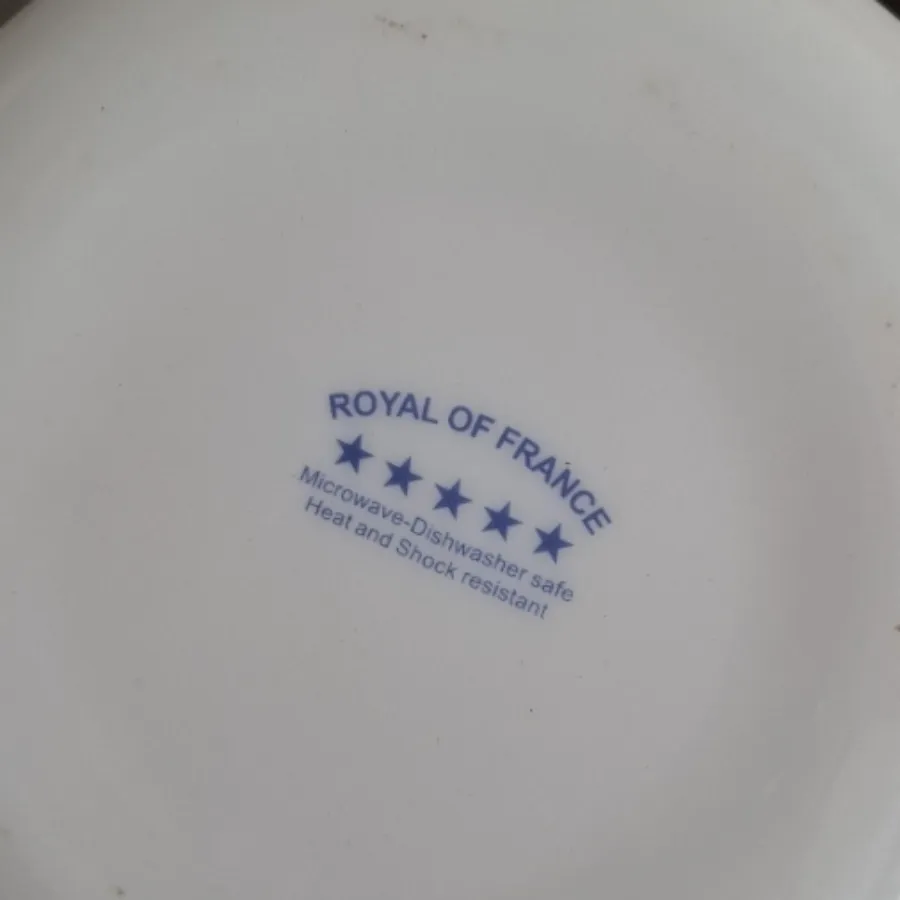 ROYAL OF FRANCE
★★★★★
Microwave-Dishwasher safe
Heat and Shock resistant